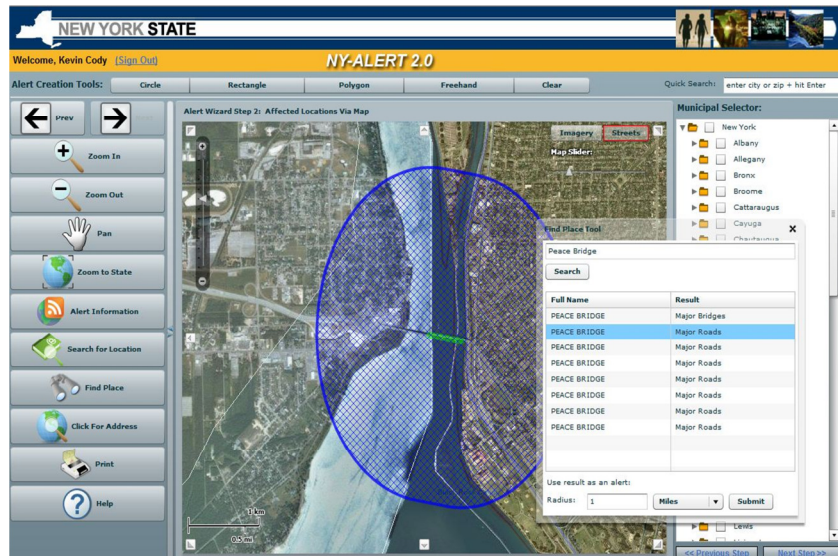 NEW YORK STATE
Welcome, Kevin Cody (Sign Out)
NY-ALERT 2.0
Alert Creation Tools:
Circle
Rectangle
Polygon
Freehand
Clear
Quick Search:
enter city or zip + hit Enter
Prev
Zoom In
Zoom Out
Pan
Zoom to State
Alert Information
Search for Location
Find Place
Click For Address
Print
Help
Alert Wizard Step 2: Affected Locations Via Map
Imagery
Streets
Map Slider:
1 km
0.5 mi
Municipal Selector:
New York
Albany
Allegany
Bronx
Broome
Cattaraugus
Cayuga
Chautauqua
Find Place Tool
x
Peace Bridge
Search
Full Name Result
PEACE BRIDGE Major Bridges
PEACE BRIDGE Major Roads
PEACE BRIDGE Major Roads
PEACE BRIDGE Major Roads
PEACE BRIDGE Major Roads
PEACE BRIDGE Major Roads
PEACE BRIDGE Major Roads
Use result as an alert:
Radius: 1 Miles Submit
Lewis
<< Previous Step
Next Step >>